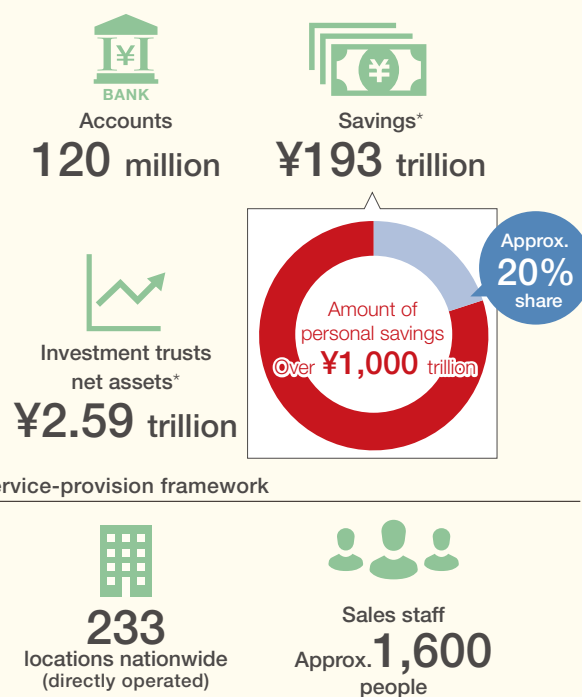 ¥
BANK
Accounts
120 million
¥
Savings*
¥193 trillion
Approx.
20%
share
Amount of
personal savings
Over ¥1,000 trillion
Investment trusts
net assets*
¥2.59 trillion
ervice-provision framework
233
locations nationwide
(directly operated)
Sales staff
Approx. 1,600
people